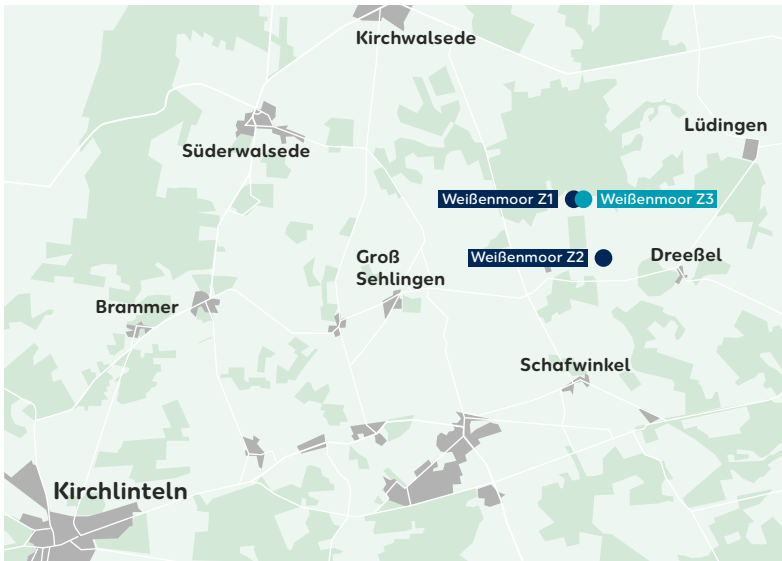 Kirchwalsede
Lüdingen
Süderwalsede
Weißenmoor Z1
Weißenmoor Z3
Groß
Sehlingen
Weißenmoor Z2
Dreeßel
Brammer
Schafwinkel
Kirchlinteln